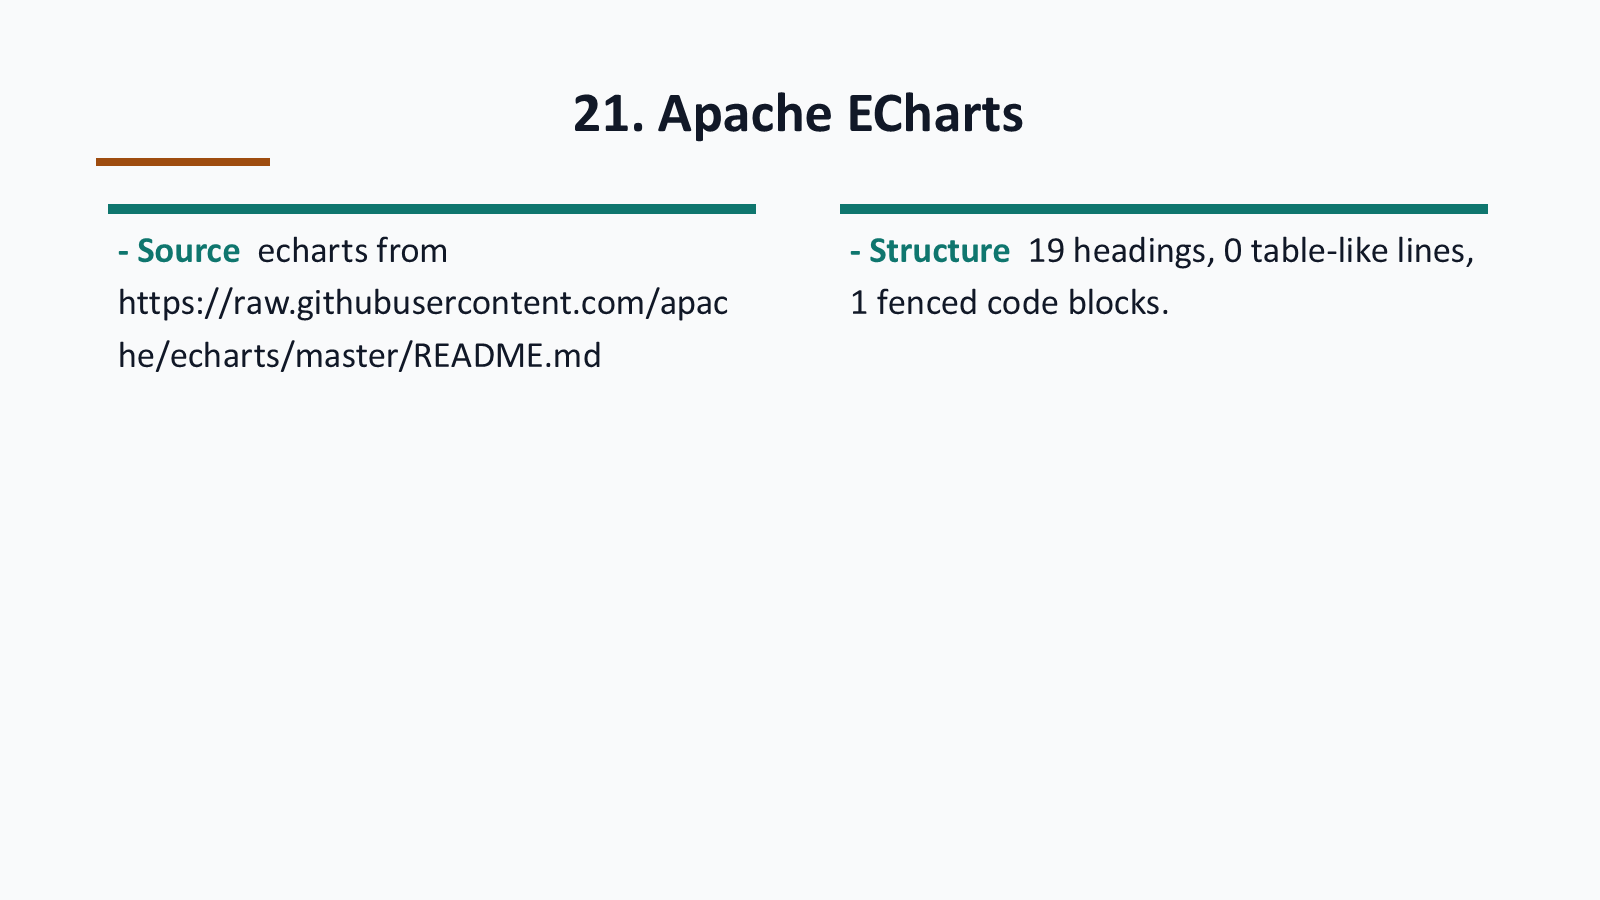 21. Apache ECharts
- Source echarts from
https://raw.githubusercontent.com/apac
he/echarts/master/README.md
- Structure 19 headings, 0 table-like lines,
1 fenced code blocks.